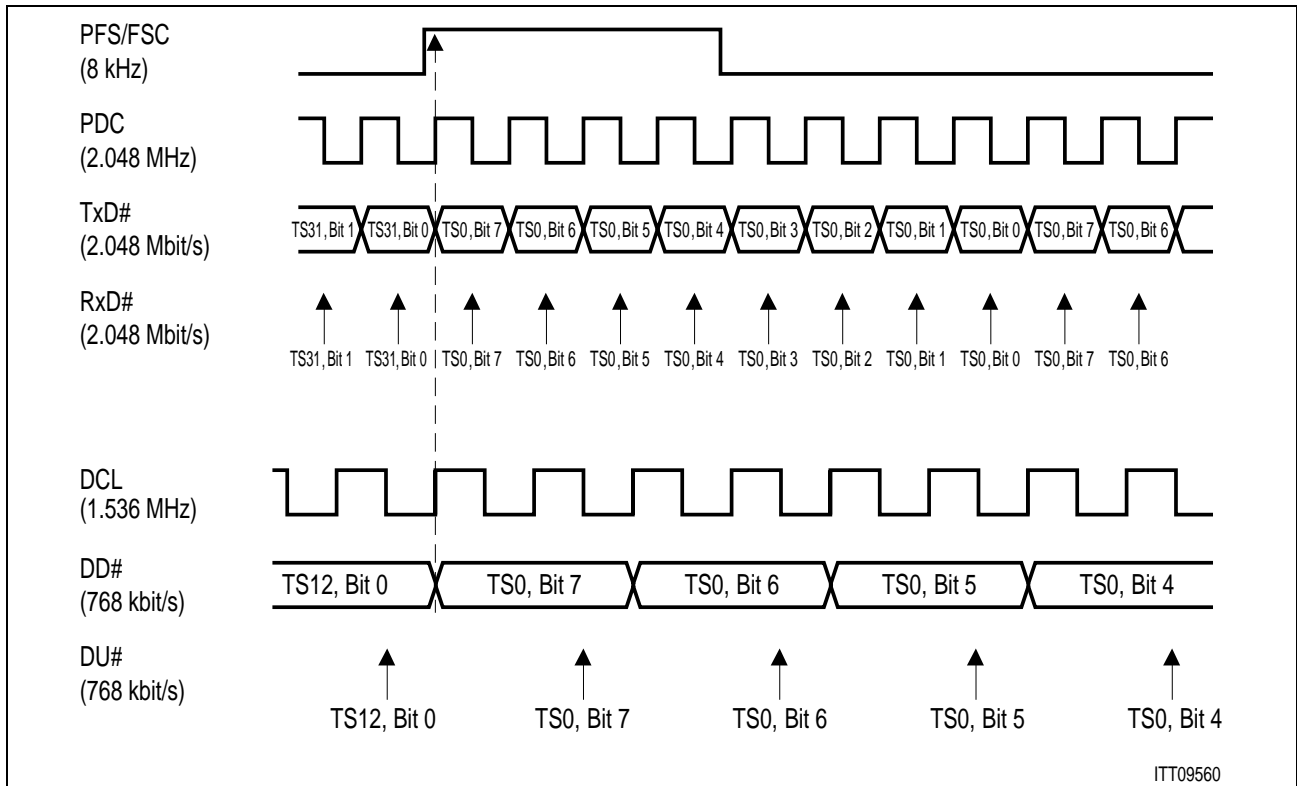 PFS/FSC
(8 kHz)
PDC
(2.048 MHz)
TxD#
(2.048 Mbit/s)
TS31, Bit 1 TS31, Bit 0 TS0, Bit 7 TS0, Bit 6 TS0, Bit 5 TS0, Bit 4 TS0, Bit 3 TS0, Bit 2 TS0, Bit 1 TS0, Bit 0 TS0, Bit 7 TS0, Bit 6
RxD#
(2.048 Mbit/s)
TS31, Bit 1 TS31, Bit 0 TS0, Bit 7 TS0, Bit 6 TS0, Bit 5 TS0, Bit 4 TS0, Bit 3 TS0, Bit 2 TS0, Bit 1 TS0, Bit 0 TS0, Bit 7 TS0, Bit 6
DCL
(1.536 MHz)
DD#
(768 kbit/s)
TS12, Bit 0 TS0, Bit 7 TS0, Bit 6 TS0, Bit 5 TS0, Bit 4
DU#
(768 kbit/s)
TS12, Bit 0 TS0, Bit 7 TS0, Bit 6 TS0, Bit 5 TS0, Bit 4
ITT09560